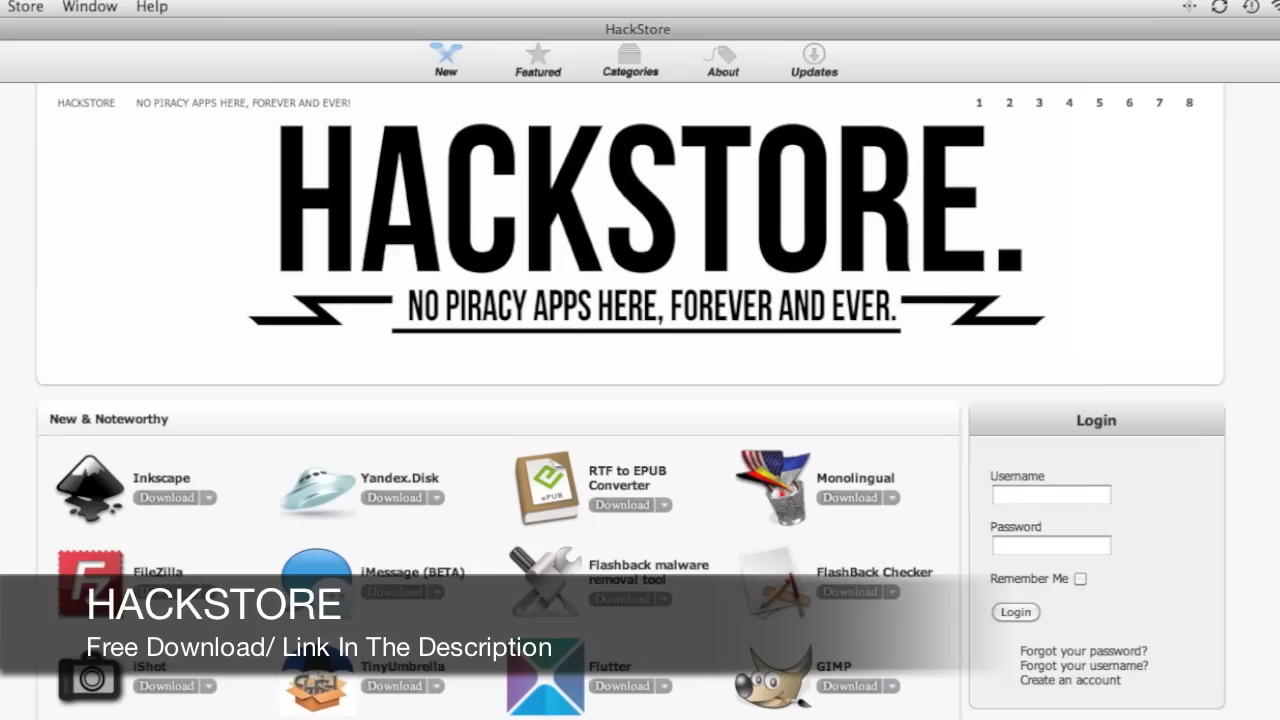 Store Window Help
HackStore
New Featured Categories About Updates
HACKSTORE NO PIRACY APPS HERE, FOREVER AND EVER! 1 2 3 4 5 6 7 8
HACKSTORE.
NO PIRACY APPS HERE, FOREVER AND EVER.
New & Noteworthy
Inkscape
Download
Yandex.Disk
Download
RTF to EPUB
Converter
Download
ePUB
Monolingual
Download
FileZilla
iMessage (BETA)
Download
Flashback malware
removal tool
Download
FlashBack Checker
Download
iShot
Download
TinyUmbrella
Download
Flutter
Download
GIMP
Download
Login
Username
Password
Remember Me
Login
Forgot your password?
Forgot your username?
Create an account
HACKSTORE
Free Download/ Link In The Description